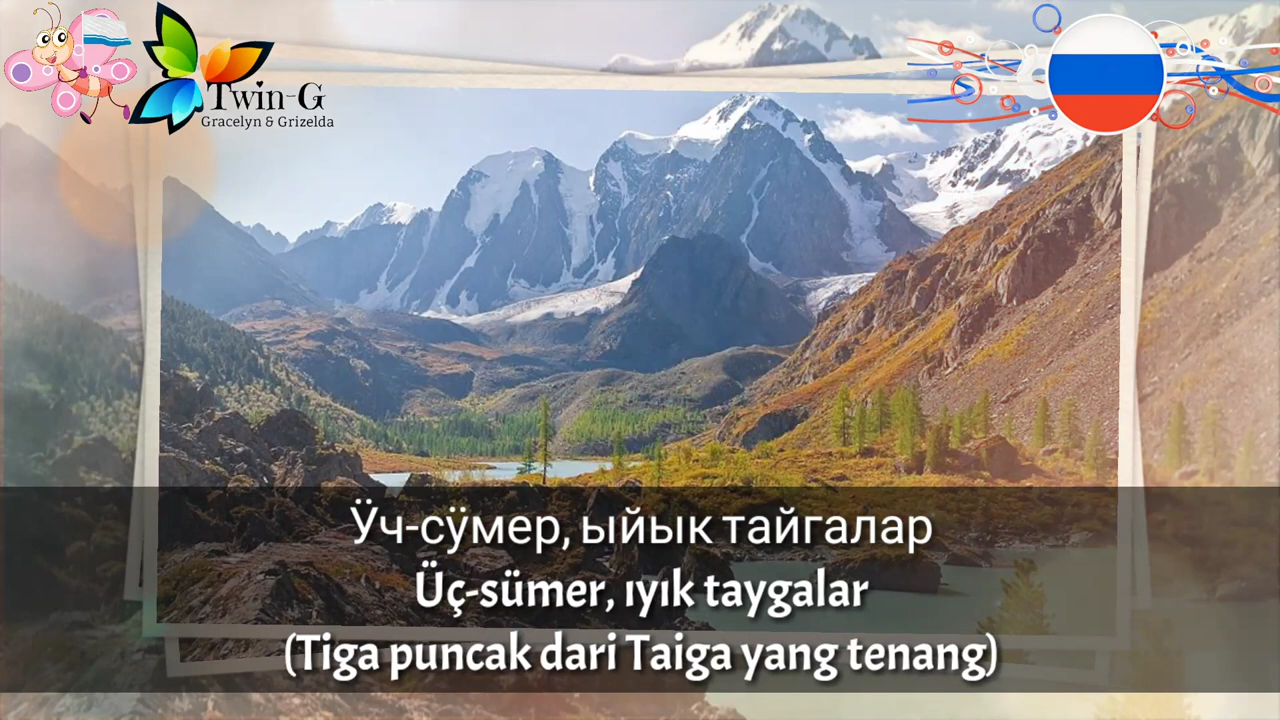 Twin-G
Gracelyn & Grizelda
Ӱч-сӱмер, ыйык тайгалар
Üç-sümer, ıyık taygalar
(Tiga puncak dari Taiga yang tenang)